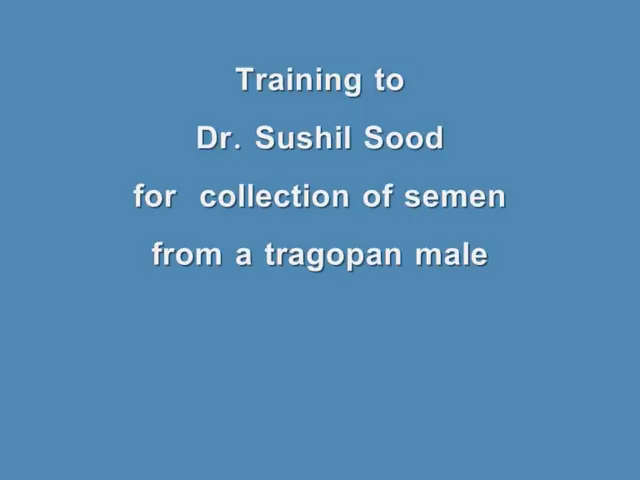 Training to
Dr. Sushil Sood
for collection of semen
from a tragopan male